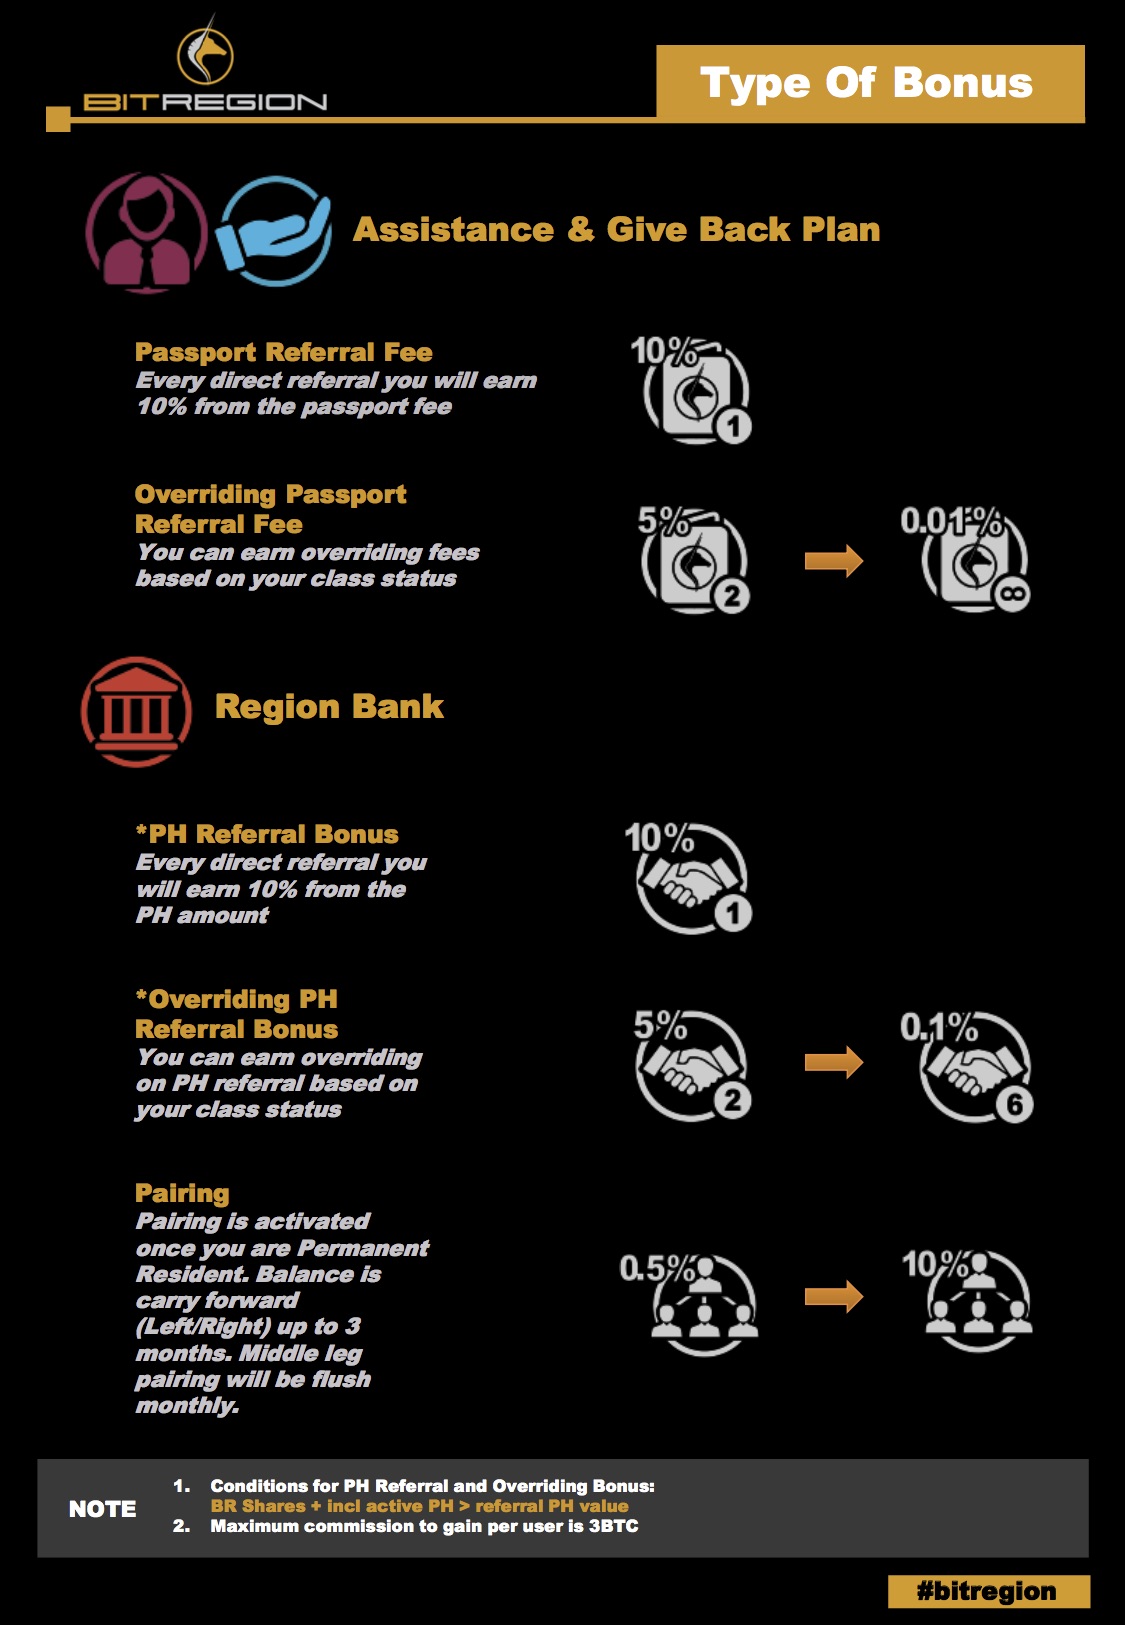 BITREGION
Type Of Bonus
Assistance & Give Back Plan
Passport Referral Fee
Every direct referral you will earn
10% from the passport fee
10%
1
Overriding Passport
Referral Fee
You can earn overriding fees
based on your class status
5%
2
0.01%
∞
Region Bank
*PH Referral Bonus
Every direct referral you
will earn 10% from the
PH amount
10%
1
*Overriding PH
Referral Bonus
You can earn overriding
on PH referral based on
your class status
5%
2
0.1%
6
Pairing
Pairing is activated
once you are Permanent
Resident. Balance is
carry forward
(Left/Right) up to 3
months. Middle leg
pairing will be flush
monthly.
0.5%
10%
NOTE
1. Conditions for PH Referral and Overriding Bonus:
BR Shares + incl active PH > referral PH value
2. Maximum commission to gain per user is 3BTC
#bitregion